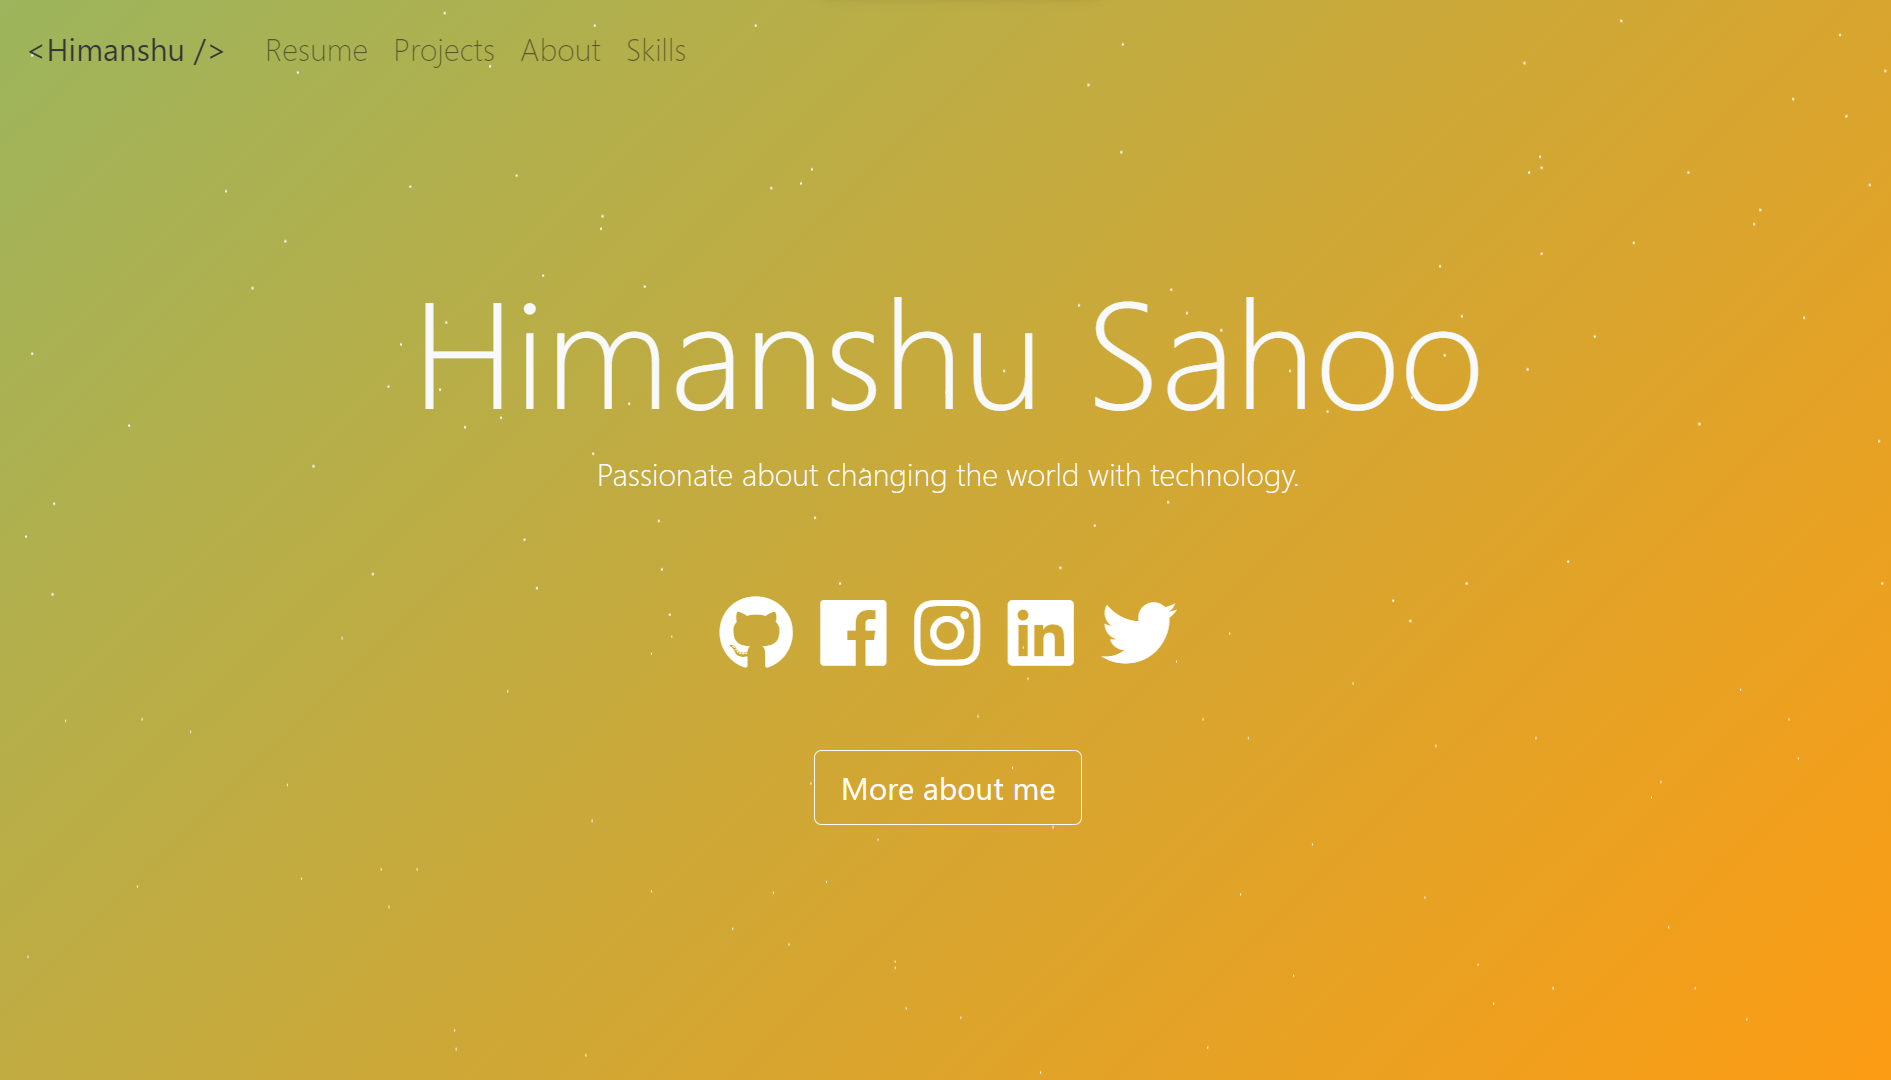 <Himanshu /> Resume Projects About Skills
Himanshu Sahoo
Passionate about changing the world with technology.
More about me